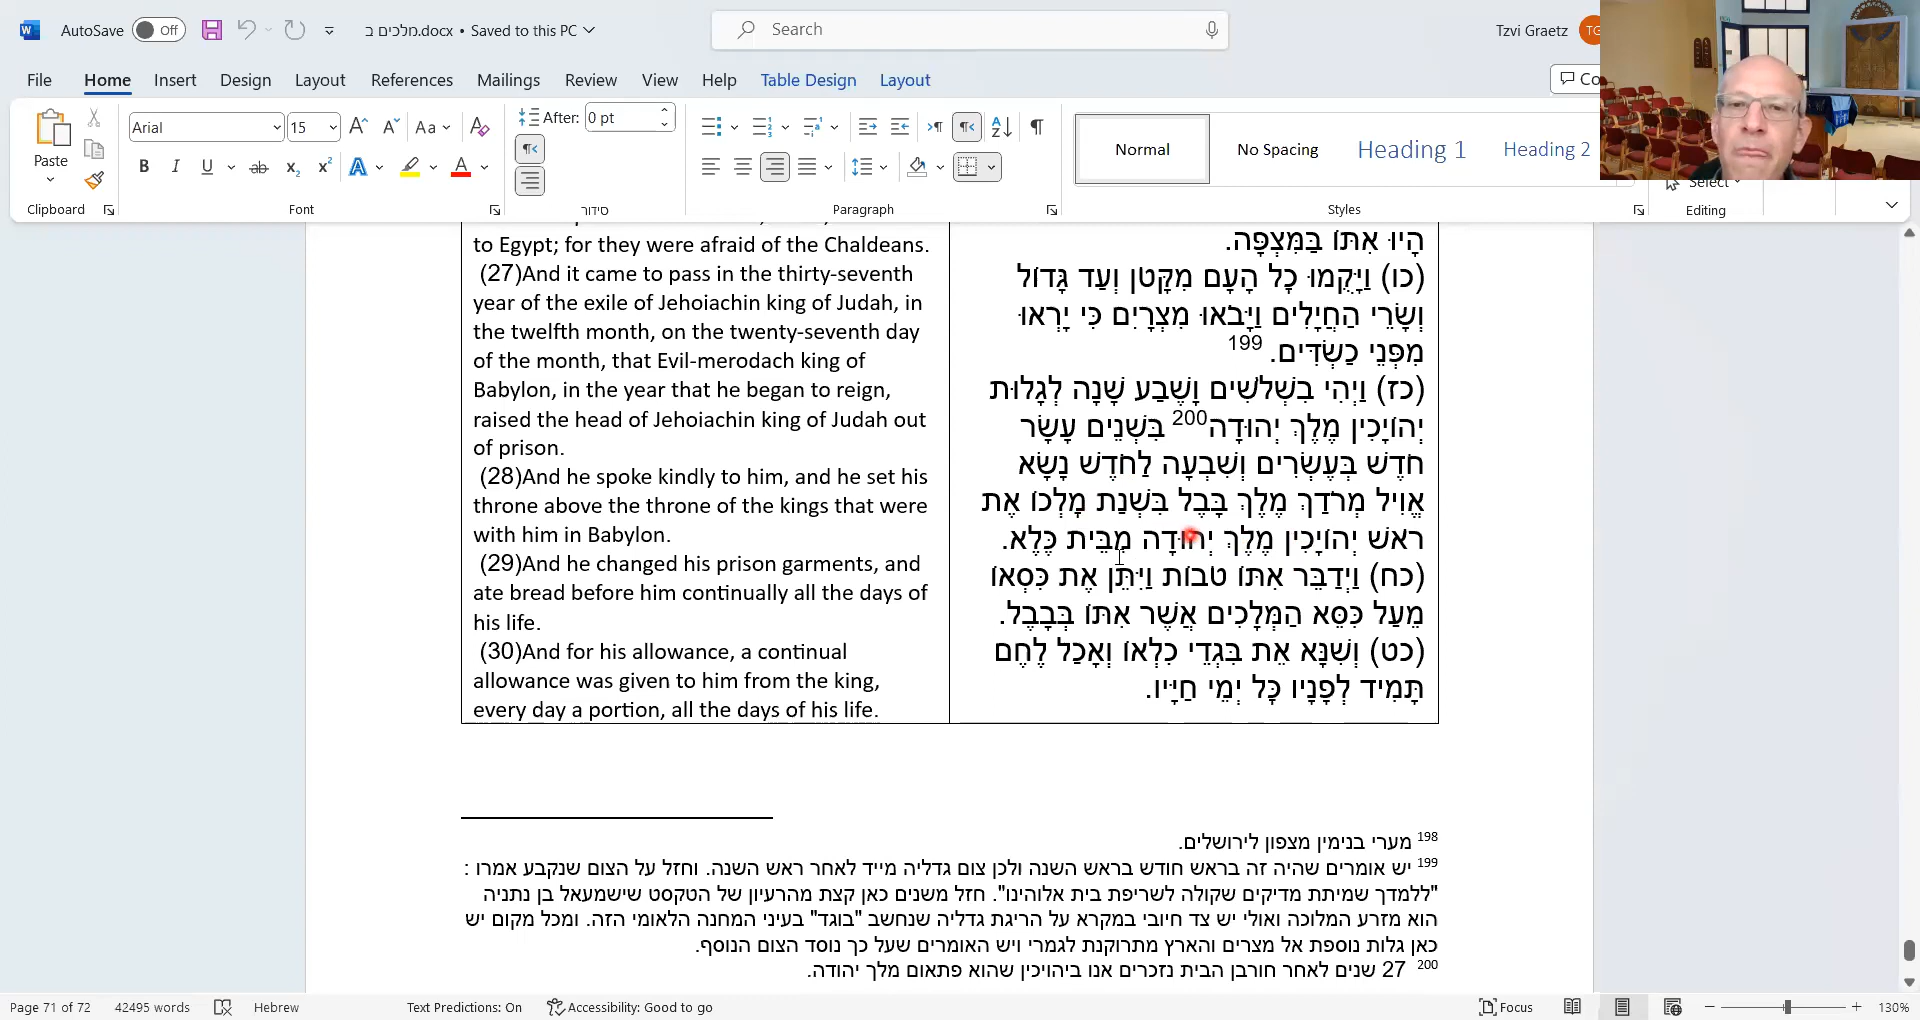 AutoSave Off מלכים ב.docx • Saved to this PC Search Tzvi Graetz TG
File Home Insert Design Layout References Mailings Review View Help Table Design Layout Co
Paste
Arial 15 Aa After: 0 pt
Normal No Spacing Heading 1 Heading 2
Select
Clipboard Font סידור Paragraph Styles Editing
to Egypt; for they were afraid of the Chaldeans.
(27)And it came to pass in the thirty-seventh
year of the exile of Jehoiachin king of Judah, in
the twelfth month, on the twenty-seventh day
of the month, that Evil-merodach king of
Babylon, in the year that he began to reign,
raised the head of Jehoiachin king of Judah out
of prison.
(28)And he spoke kindly to him, and he set his
throne above the throne of the kings that were
with him in Babylon.
(29)And he changed his prison garments, and
ate bread before him continually all the days of
his life.
(30)And for his allowance, a continual
allowance was given to him from the king,
every day a portion, all the days of his life.
הָיוּ אִתּוֹ בַּמִּצְפָּה.
(כו) וַיָּקֻמוּ כָל הָעָם מִקָּטֹן וְעַד גָּדוֹל
וְשָׂרֵי הַחֲיָלִים וַיָּבֹאוּ מִצְרָיִם כִּי יָרְאוּ
מִפְּנֵי כַשְׂדִּים. 199
(כז) וַיְהִי בִשְׁלֹשִׁים וָשֶׁבַע שָׁנָה לְגָלוּת
יְהוֹיָכִין מֶלֶךְ יְהוּדָה200 בִּשְׁנֵים עָשָׂר
חֹדֶשׁ בְּעֶשְׂרִים וְשִׁבְעָה לַחֹדֶשׁ נָשָׂא
אֱוִיל מְרֹדַךְ מֶלֶךְ בָּבֶל בִּשְׁנַת מָלְכוֹ אֶת
רֹאשׁ יְהוֹיָכִין מֶלֶךְ יְהוּדָה מִבֵּית כֶּלֶא.
(כח) וַיְדַבֵּר אִתּוֹ טֹבוֹת וַיִּתֵּן אֶת כִּסְאוֹ
מֵעַל כִּסֵּא הַמְּלָכִים אֲשֶׁר אִתּוֹ בְּבָבֶל.
(כט) וְשִׁנָּא אֵת בִּגְדֵי כִלְאוֹ וְאָכַל לֶחֶם
תָּמִיד לְפָנָיו כָּל יְמֵי חַיָּיו.
198 מערי בנימין מצפון לירושלים.
199 יש אומרים שהיה זה בראש חודש בראש השנה ולכן צום גדליה מייד לאחר ראש השנה. וחזל על הצום שנקבע אמרו :
"ללמדך שמיתת מדיקים שקולה לשריפת בית אלוהינו". חזל משנים כאן קצת מהרעיון של הטקסט שישמעאל בן נתניה
הוא מזרע המלוכה ואולי יש צד חיובי במקרא על הריגת גדליה שנחשב "בוגד" בעיני המחנה הלאומי הזה. ומכל מקום יש
כאן גלות נוספת אל מצרים והארץ מתרוקנת לגמרי ויש האומרים שעל כך נוסד הצום הנוסף.
200 27 שנים לאחר חורבן הבית נזכרים אנו ביהויכין שהוא פתאום מלך יהודה.
Page 71 of 72 42495 words Hebrew Text Predictions: On Accessibility: Good to go Focus 130%